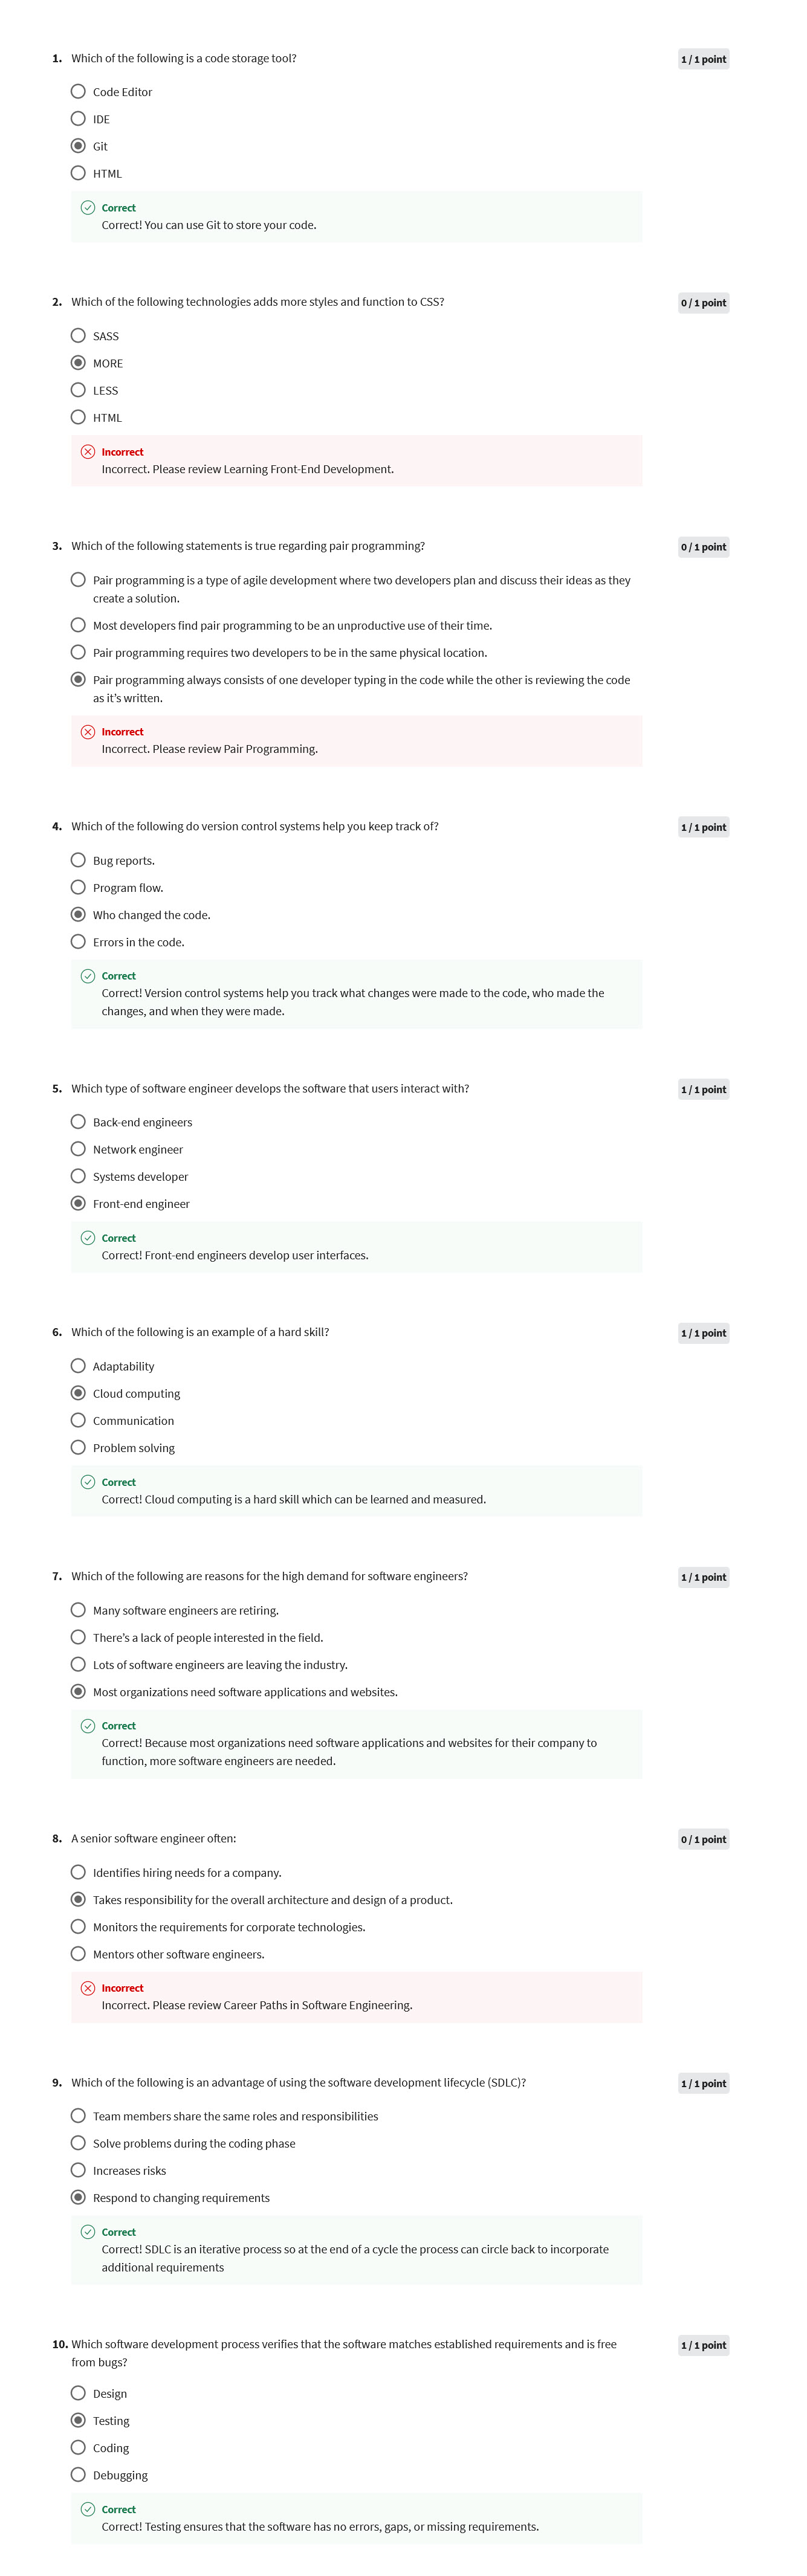 1. Which of the following is a code storage tool? 1 / 1 point
Code Editor
IDE
Git
HTML
Correct
Correct! You can use Git to store your code.
2. Which of the following technologies adds more styles and function to CSS? 0 / 1 point
SASS
MORE
LESS
HTML
Incorrect
Incorrect. Please review Learning Front-End Development.
3. Which of the following statements is true regarding pair programming? 0 / 1 point
Pair programming is a type of agile development where two developers plan and discuss their ideas as they
create a solution.
Most developers find pair programming to be an unproductive use of their time.
Pair programming requires two developers to be in the same physical location.
Pair programming always consists of one developer typing in the code while the other is reviewing the code
as it’s written.
Incorrect
Incorrect. Please review Pair Programming.
4. Which of the following do version control systems help you keep track of? 1 / 1 point
Bug reports.
Program flow.
Who changed the code.
Errors in the code.
Correct
Correct! Version control systems help you track what changes were made to the code, who made the
changes, and when they were made.
5. Which type of software engineer develops the software that users interact with? 1 / 1 point
Back-end engineers
Network engineer
Systems developer
Front-end engineer
Correct
Correct! Front-end engineers develop user interfaces.
6. Which of the following is an example of a hard skill? 1 / 1 point
Adaptability
Cloud computing
Communication
Problem solving
Correct
Correct! Cloud computing is a hard skill which can be learned and measured.
7. Which of the following are reasons for the high demand for software engineers? 1 / 1 point
Many software engineers are retiring.
There’s a lack of people interested in the field.
Lots of software engineers are leaving the industry.
Most organizations need software applications and websites.
Correct
Correct! Because most organizations need software applications and websites for their company to
function, more software engineers are needed.
8. A senior software engineer often: 0 / 1 point
Identifies hiring needs for a company.
Takes responsibility for the overall architecture and design of a product.
Monitors the requirements for corporate technologies.
Mentors other software engineers.
Incorrect
Incorrect. Please review Career Paths in Software Engineering.
9. Which of the following is an advantage of using the software development lifecycle (SDLC)? 1 / 1 point
Team members share the same roles and responsibilities
Solve problems during the coding phase
Increases risks
Respond to changing requirements
Correct
Correct! SDLC is an iterative process so at the end of a cycle the process can circle back to incorporate
additional requirements
10. Which software development process verifies that the software matches established requirements and is free 1 / 1 point
from bugs?
Design
Testing
Coding
Debugging
Correct
Correct! Testing ensures that the software has no errors, gaps, or missing requirements.